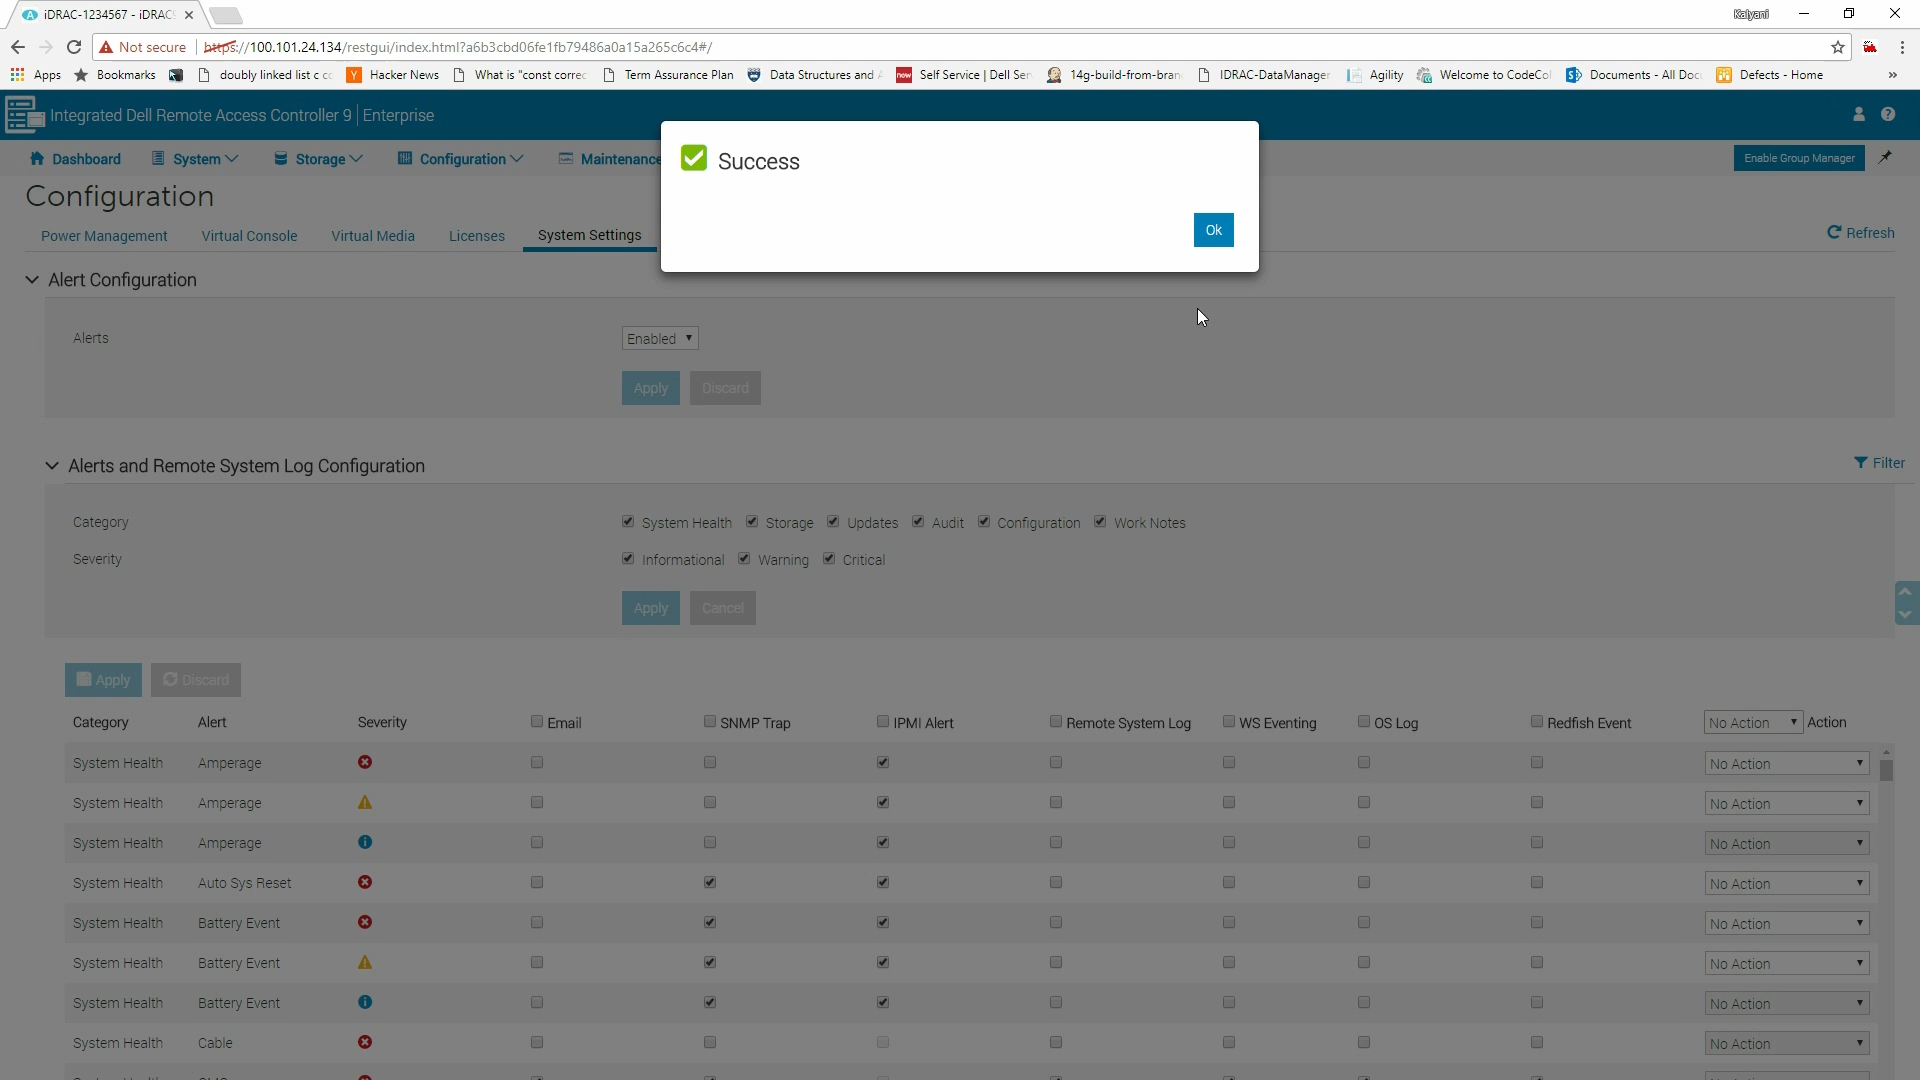 iDRAC-1234567 - iDRAC9
Kalyani
Not secure https://100.101.24.134/restgui/index.html?a6b3cbd06fe1fb79486a0a15a265c6c4#/
Apps Bookmarks doubly linked list c co Hacker News What is "const correc Term Assurance Plan Data Structures and A Self Service | Dell Ser 14g-build-from-bran IDRAC-DataManager Agility Welcome to CodeCol Documents - All Doc Defects - Home »
Integrated Dell Remote Access Controller 9 | Enterprise
Success
Ok
Dashboard System Storage Configuration Maintenance Enable Group Manager
Configuration
Power Management Virtual Console Virtual Media Licenses System Settings Refresh
Alert Configuration
Alerts Enabled
Apply Discard
Alerts and Remote System Log Configuration Filter
Category System Health Storage Updates Audit Configuration Work Notes
Severity Informational Warning Critical
Apply Cancel
Apply Discard
Category Alert Severity Email SNMP Trap IPMI Alert Remote System Log WS Eventing OS Log Redfish Event No Action Action
System Health Amperage No Action
System Health Amperage No Action
System Health Amperage No Action
System Health Auto Sys Reset No Action
System Health Battery Event No Action
System Health Battery Event No Action
System Health Battery Event No Action
System Health Cable No Action